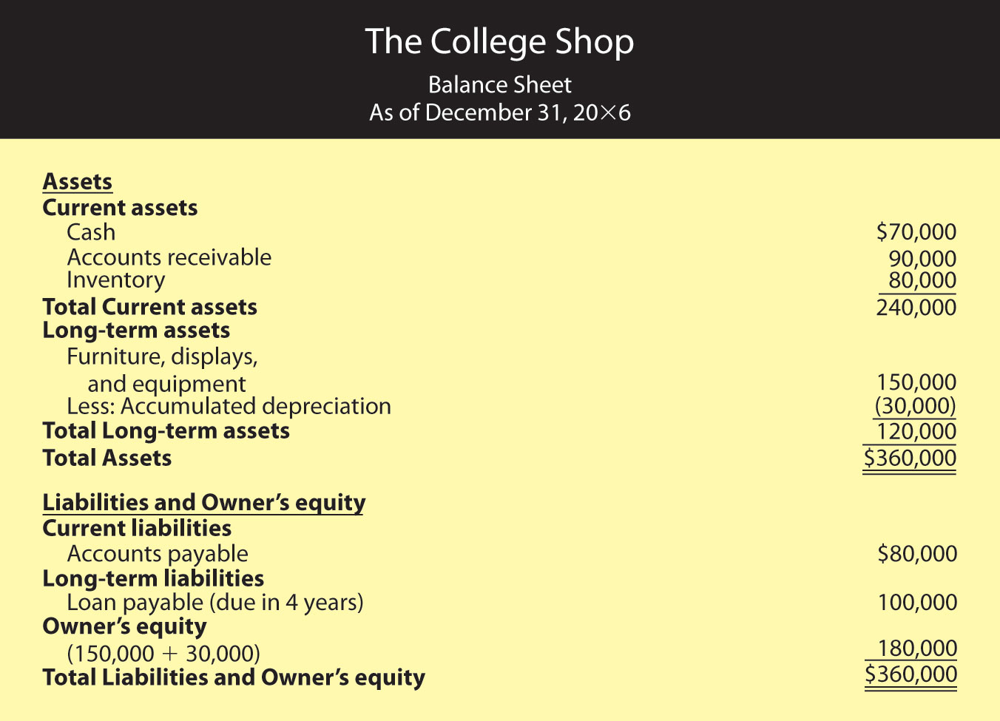 The College Shop
Balance Sheet
As of December 31, 20×6
Assets
Current assets
Cash $70,000
Accounts receivable 90,000
Inventory 80,000
Total Current assets 240,000
Long-term assets
Furniture, displays,
and equipment 150,000
Less: Accumulated depreciation (30,000)
Total Long-term assets 120,000
Total Assets $360,000
Liabilities and Owner’s equity
Current liabilities
Accounts payable $80,000
Long-term liabilities
Loan payable (due in 4 years) 100,000
Owner’s equity
(150,000 + 30,000) 180,000
Total Liabilities and Owner’s equity $360,000